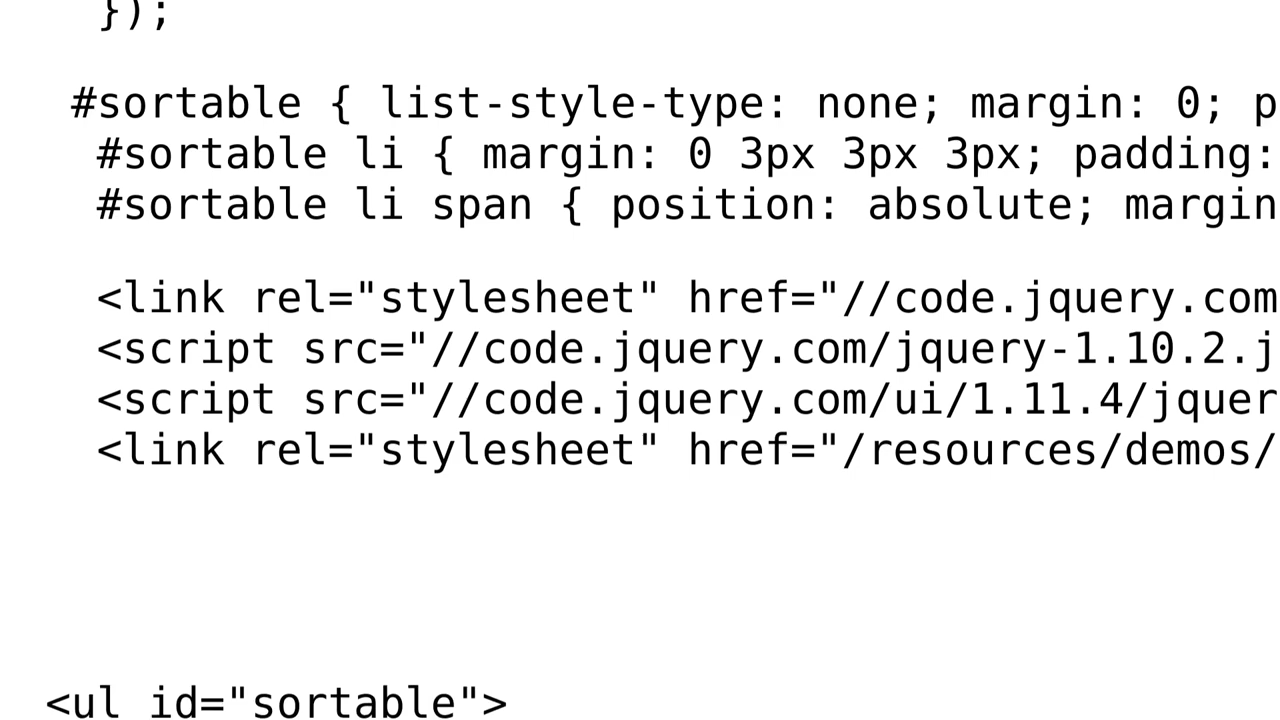 });
#sortable { list-style-type: none; margin: 0; p
#sortable li { margin: 0 3px 3px 3px; padding:
#sortable li span { position: absolute; margin
<link rel="stylesheet" href="//code.jquery.com
<script src="//code.jquery.com/jquery-1.10.2.j
<script src="//code.jquery.com/ui/1.11.4/jquer
<link rel="stylesheet" href="/resources/demos/
<ul id="sortable">